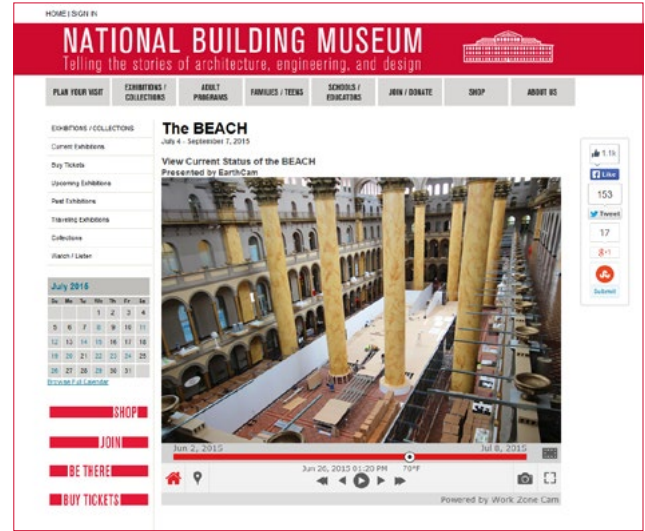 HOME | SIGN IN
NATIONAL BUILDING MUSEUM
Telling the stories of architecture, engineering, and design
PLAN YOUR VISIT
EXHIBITIONS / COLLECTIONS
ADULT PROGRAMS
FAMILIES / TEENS
SCHOOLS / EDUCATORS
JOIN / DONATE
SHOP
ABOUT US
EXHIBITIONS / COLLECTIONS
Current Exhibitions
Buy Tickets
Upcoming Exhibitions
Past Exhibitions
Traveling Exhibitions
Collections
Watch / Listen
July 2015
Su Mo Tu We Th Fr Sa
1 2 3 4
5 6 7 8 9 10 11
12 13 14 15 16 17 18
19 20 21 22 23 24 25
26 27 28 29 30 31
Browse Full Calendar
SHOP
JOIN
BE THERE
BUY TICKETS
The BEACH
July 4 - September 7, 2015
View Current Status of the BEACH
Presented by EarthCam
Jun 2, 2015
Jul 8, 2015
Jun 26, 2015 01:20 PM 70°F
Powered by Work Zone Cam
1.1k
Like
153
Tweet
17
+1
Submit